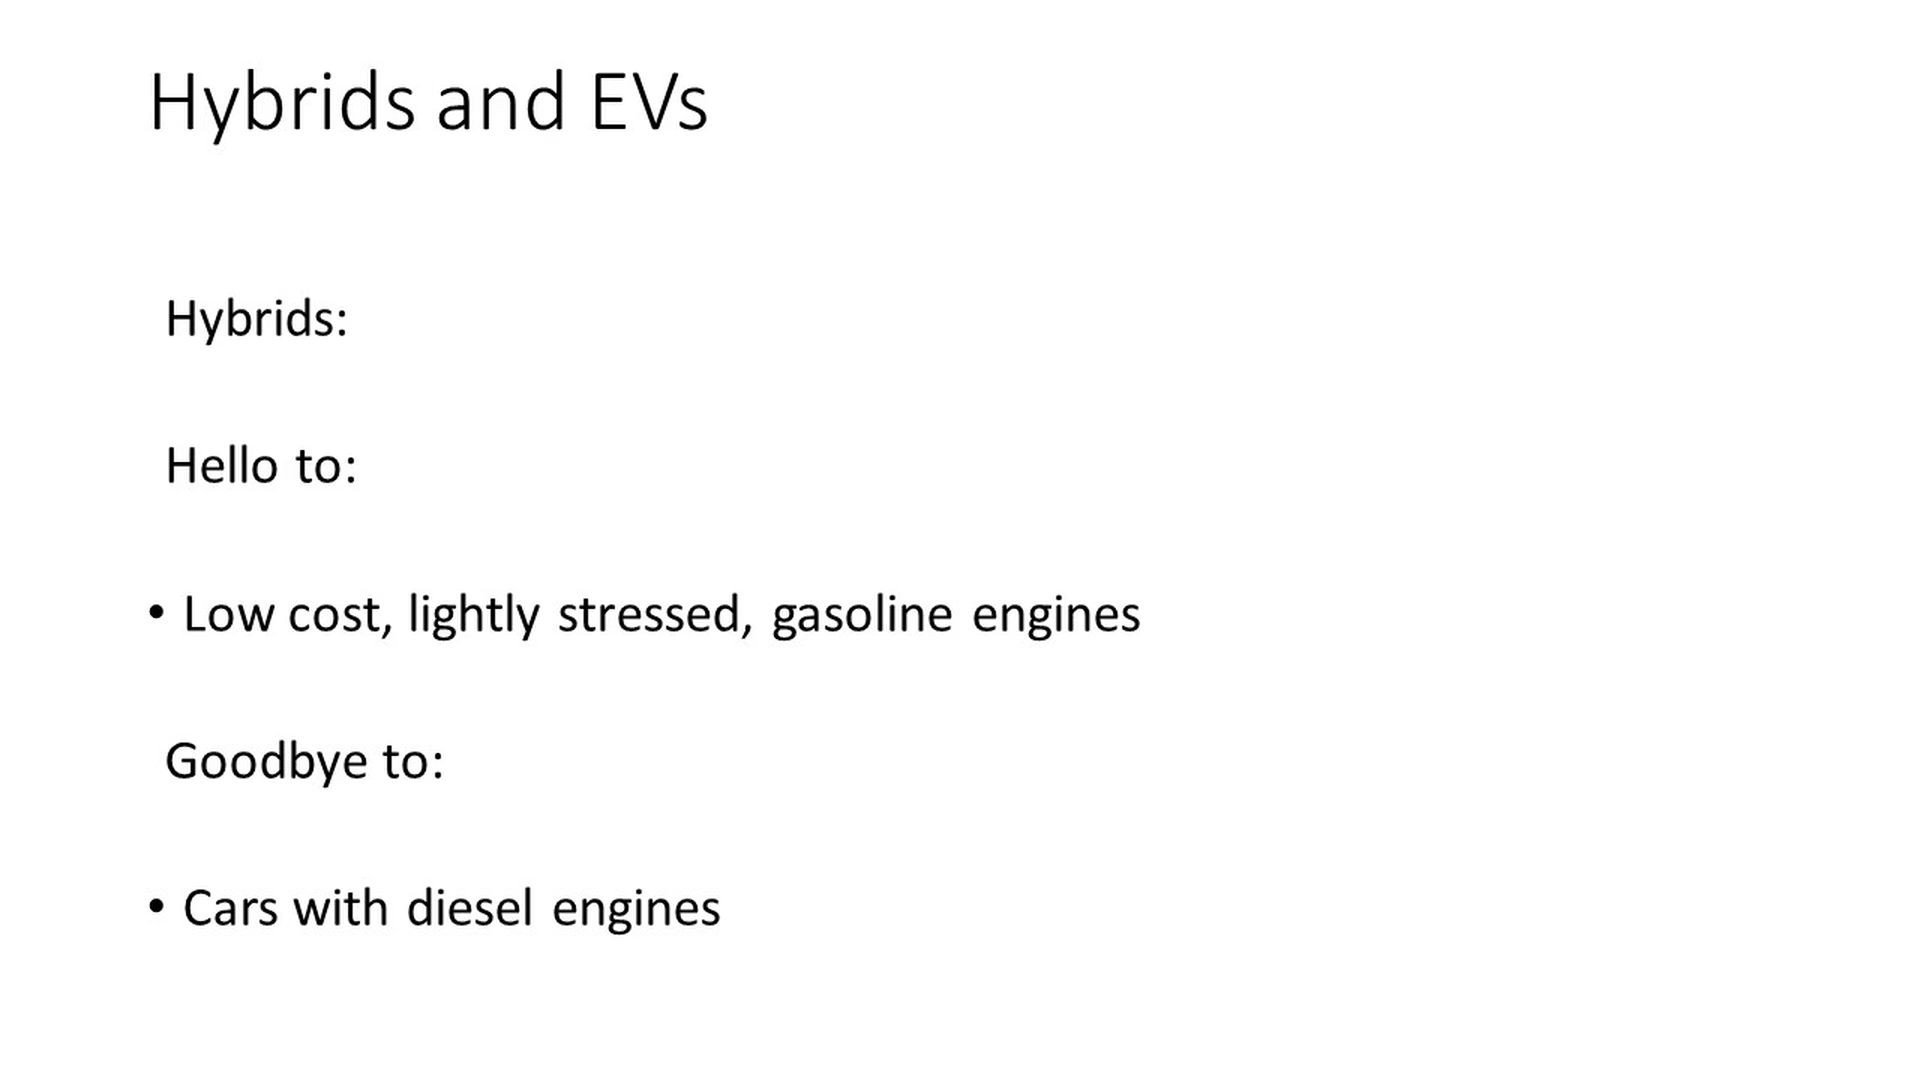 Hybrids and EVs
Hybrids:
Hello to:
• Low cost, lightly stressed, gasoline engines
Goodbye to:
• Cars with diesel engines